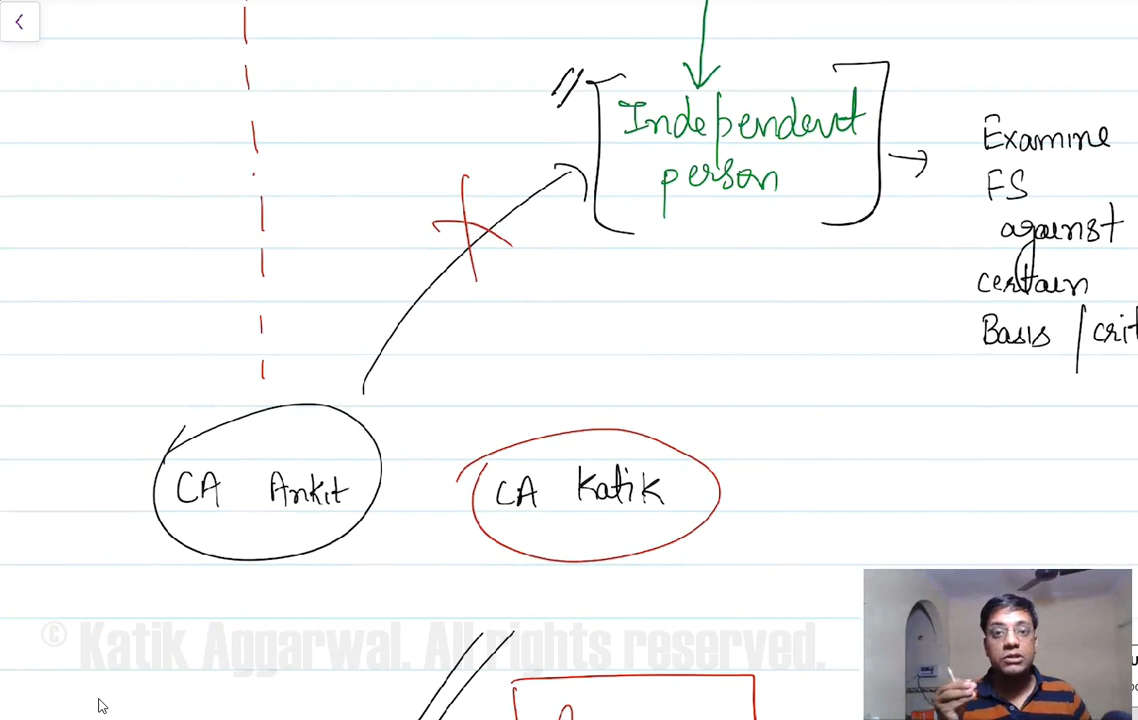 Independent
person
Examine
FS
against
certain
Basis / crit
CA Ankit
CA Katik
© Katik Aggarwal. All rights reserved.